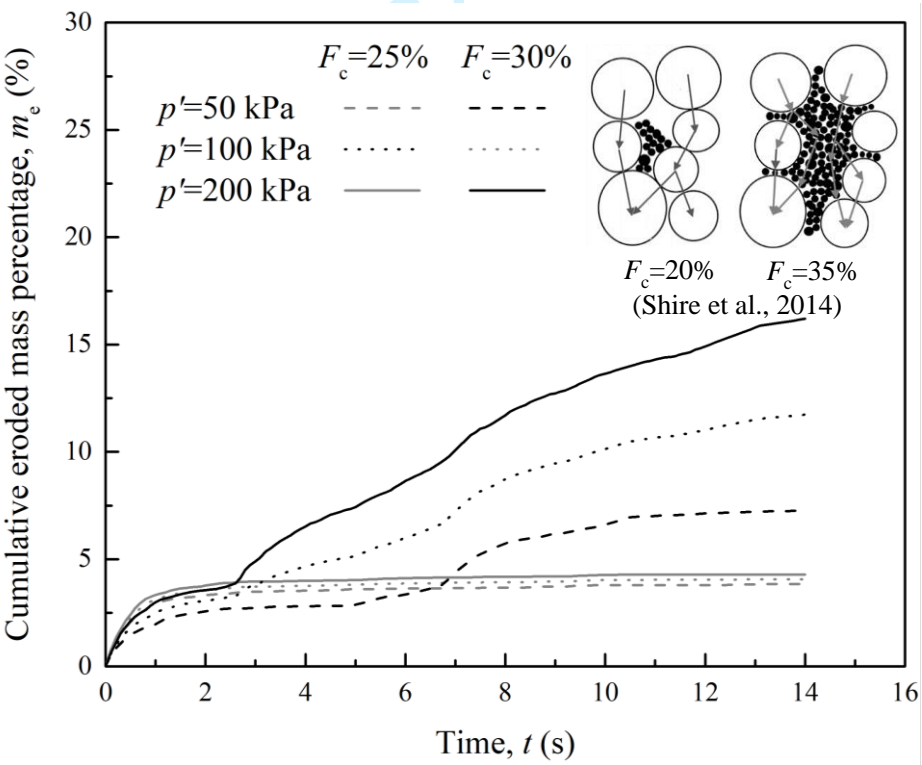 Cumulative eroded mass percentage, mₑ (%)
30
25
20
15
10
5
0
F_c=25% F_c=30%
p'=50 kPa
p'=100 kPa
p'=200 kPa
F_c=20% F_c=35%
(Shire et al., 2014)
0 2 4 6 8 10 12 14 16
Time, t (s)